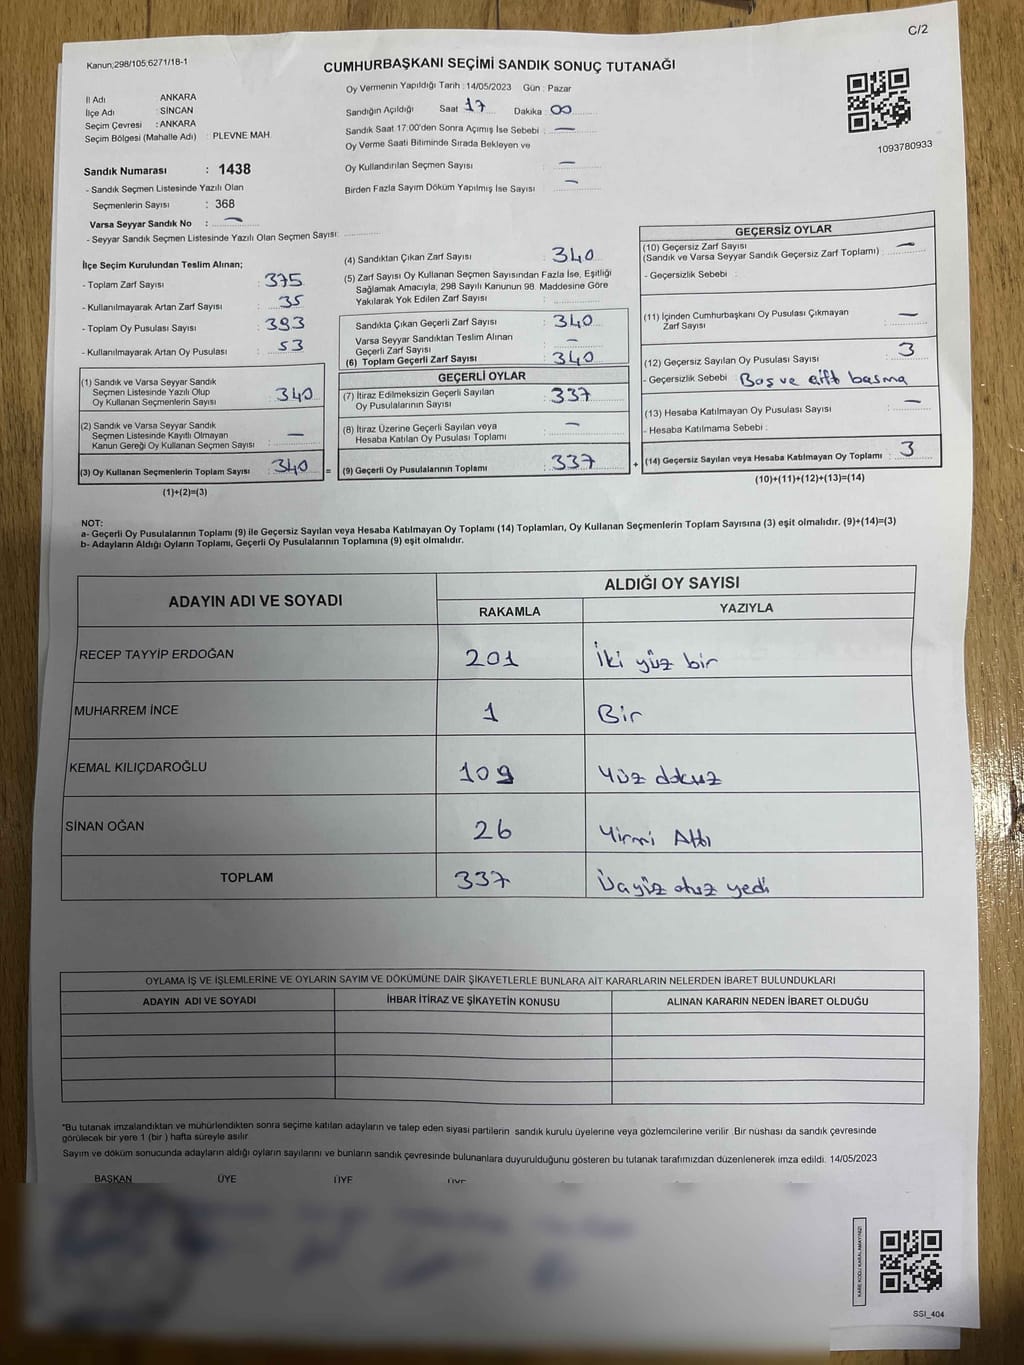 C/2
Kanun;298/105;6271/18-1
CUMHURBAŞKANI SEÇİMİ SANDIK SONUÇ TUTANAĞI
İl Adı ANKARA
İlçe Adı : SİNCAN
Seçim Çevresi : ANKARA
Seçim Bölgesi (Mahalle Adı) : PLEVNE MAH.
Sandık Numarası : 1438
- Sandık Seçmen Listesinde Yazılı Olan
Seçmenlerin Sayısı : 368
Varsa Seyyar Sandık No : —
- Seyyar Sandık Seçmen Listesinde Yazılı Olan Seçmen Sayısı:
Oy Vermenin Yapıldığı Tarih : 14/05/2023 Gün : Pazar
Sandığın Açıldığı Saat 17 Dakika : 00
Sandık Saat 17:00'den Sonra Açımış İse Sebebi : —
Oy Verme Saati Bitiminde Sırada Bekleyen ve
Oy Kullandırılan Seçmen Sayısı : —
Birden Fazla Sayım Döküm Yapılmış İse Sayısı : —
1093780933
İlçe Seçim Kurulundan Teslim Alınan;
- Toplam Zarf Sayısı : 375
- Kullanılmayarak Artan Zarf Sayısı : 35
- Toplam Oy Pusulası Sayısı : 393
- Kullanılmayarak Artan Oy Pusulası : 53
(1) Sandık ve Varsa Seyyar Sandık
Seçmen Listesinde Yazılı Olup
Oy Kullanan Seçmenlerin Sayısı : 340
(2) Sandık ve Varsa Seyyar Sandık
Seçmen Listesinde Kayıtlı Olmayan
Kanun Gereği Oy Kullanan Seçmen Sayısı : —
(3) Oy Kullanan Seçmenlerin Toplam Sayısı : 340 =
(1)+(2)=(3)
(4) Sandıktan Çıkan Zarf Sayısı : 340
(5) Zarf Sayısı Oy Kullanan Seçmen Sayısından Fazla İse, Eşitliği
Sağlamak Amacıyla, 298 Sayılı Kanunun 98. Maddesine Göre
Yakılarak Yok Edilen Zarf Sayısı :
Sandıkta Çıkan Geçerli Zarf Sayısı : 340
Varsa Seyyar Sandıktan Teslim Alınan
Geçerli Zarf Sayısı : —
(6) Toplam Geçerli Zarf Sayısı : 340
GEÇERLİ OYLAR
(7) İtiraz Edilmeksizin Geçerli Sayılan
Oy Pusulalarının Sayısı : 337
(8) İtiraz Üzerine Geçerli Sayılan veya
Hesaba Katılan Oy Pusulası Toplamı : —
(9) Geçerli Oy Pusulalarının Toplamı : 337 +
GEÇERSİZ OYLAR
(10) Geçersiz Zarf Sayısı
(Sandık ve Varsa Seyyar Sandık Geçersiz Zarf Toplamı) : —
- Geçersizlik Sebebi :
(11) İçinden Cumhurbaşkanı Oy Pusulası Çıkmayan
Zarf Sayısı : —
(12) Geçersiz Sayılan Oy Pusulası Sayısı : 3
- Geçersizlik Sebebi : Boş ve çift basma
(13) Hesaba Katılmayan Oy Pusulası Sayısı : —
- Hesaba Katılmama Sebebi :
(14) Geçersiz Sayılan veya Hesaba Katılmayan Oy Toplamı : 3
(10)+(11)+(12)+(13)=(14)
NOT:
a- Geçerli Oy Pusulalarının Toplamı (9) ile Geçersiz Sayılan veya Hesaba Katılmayan Oy Toplamı (14) Toplamları, Oy Kullanan Seçmenlerin Toplam Sayısına (3) eşit olmalıdır. (9)+(14)=(3)
b- Adayların Aldığı Oyların Toplamı, Geçerli Oy Pusulalarının Toplamına (9) eşit olmalıdır.
ADAYIN ADI VE SOYADI ALDIĞI OY SAYISI
RAKAMLA YAZIYLA
RECEP TAYYİP ERDOĞAN 201 İki yüz bir
MUHARREM İNCE 1 Bir
KEMAL KILIÇDAROĞLU 109 Yüz dokuz
SİNAN OĞAN 26 Yirmi Altı
TOPLAM 337 Üçyüz otuz yedi
OYLAMA İŞ VE İŞLEMLERİNE VE OYLARIN SAYIM VE DÖKÜMÜNE DAİR ŞİKAYETLERLE BUNLARA AİT KARARLARIN NELERDEN İBARET BULUNDUKLARI
ADAYIN ADI VE SOYADI İHBAR İTİRAZ VE ŞİKAYETİN KONUSU ALINAN KARARIN NEDEN İBARET OLDUĞU
*Bu tutanak imzalandıktan ve mühürlendikten sonra seçime katılan adayların ve talep eden siyasi partilerin sandık kurulu üyelerine veya gözlemcilerine verilir. Bir nüshası da sandık çevresinde
görülecek bir yere 1 (bir ) hafta süreyle asılır.
Sayım ve döküm sonucunda adayların aldığı oyların sayılarını ve bunların sandık çevresinde bulunanlara duyurulduğunu gösteren bu tutanak tarafımızdan düzenlenerek imza edildi. 14/05/2023
BAŞKAN ÜYE ÜYE ÜYE
SSI_404